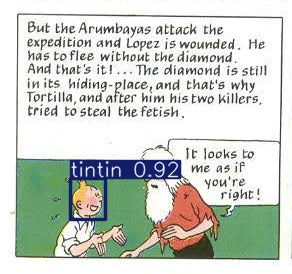 But the Arumbayas attack the
expedition and Lopez is wounded. He
has to flee without the diamond.
And that's it!... The diamond is still
in its hiding-place, and that's why
Tortilla, and after him his two killers,
tried to steal the fetish.
tintin 0.92
It looks to
me as if
you're
right!